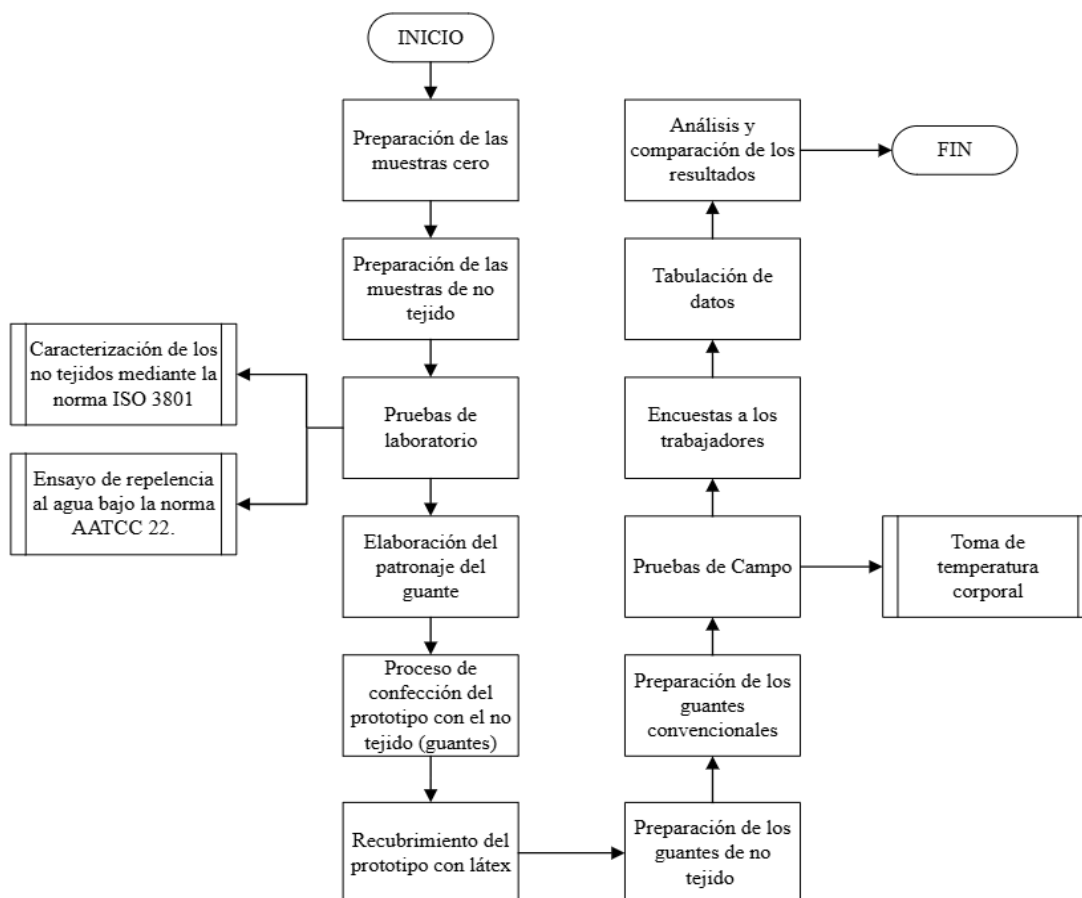 INICIO
Preparación de las
muestras cero
Preparación de las
muestras de no
tejido
Caracterización de los
no tejidos mediante la
norma ISO 3801
Pruebas de
laboratorio
Ensayo de repelencia
al agua bajo la norma
AATCC 22.
Elaboración del
patronaje del
guante
Proceso de
confección del
prototipo con el no
tejido (guantes)
Recubrimiento del
prototipo con látex
Preparación de los
guantes de no
tejido
Preparación de los
guantes
convencionales
Pruebas de Campo
Toma de
temperatura
corporal
Encuestas a los
trabajadores
Tabulación de
datos
Análisis y
comparación de los
resultados
FIN